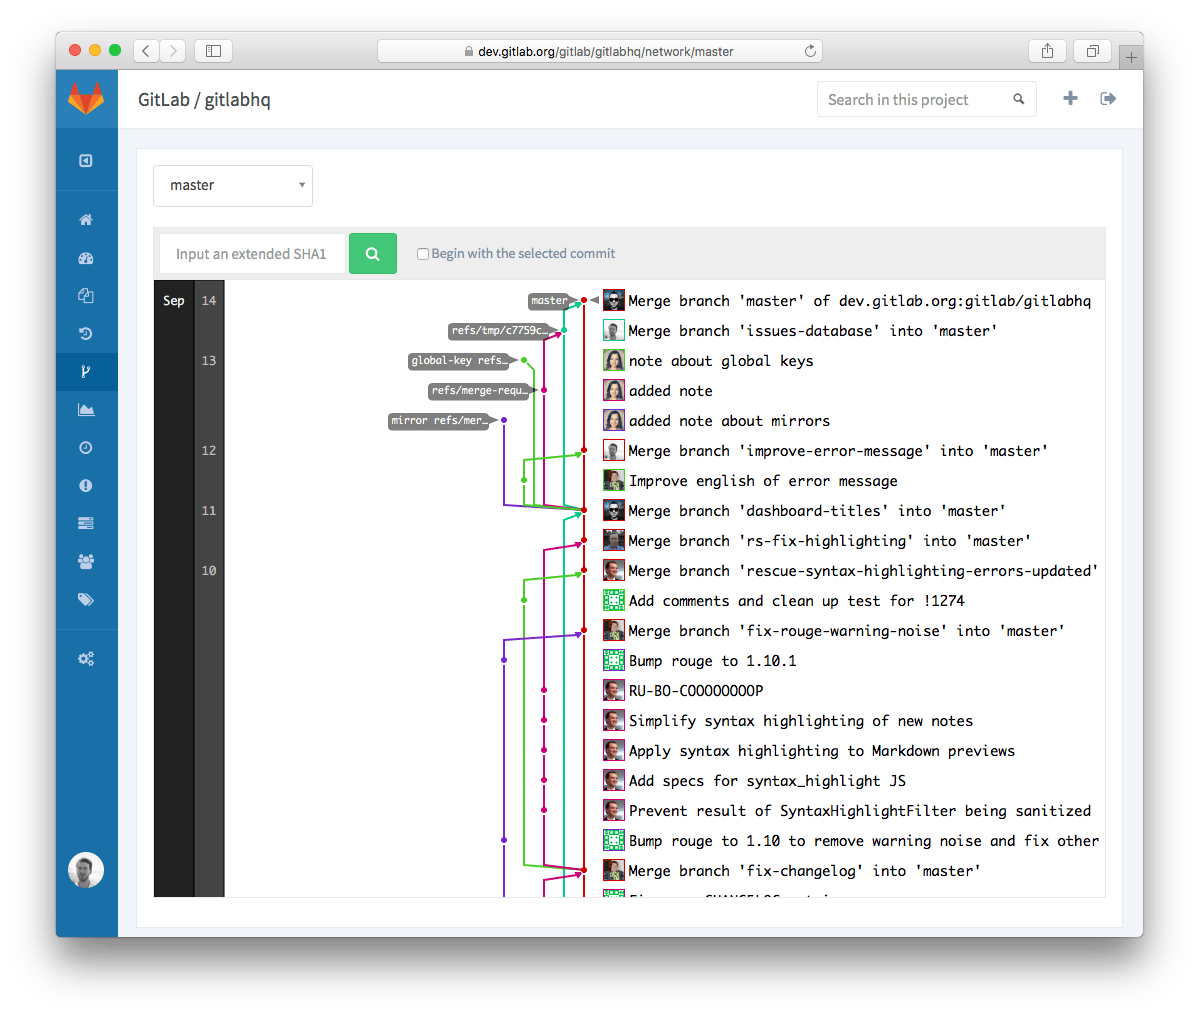 dev.gitlab.org/gitlab/gitlabhq/network/master
GitLab / gitlabhq
Search in this project
master
Input an extended SHA1
Begin with the selected commit
Sep 14 master Merge branch 'master' of dev.gitlab.org:gitlab/gitlabhq
refs/tmp/c7759c… Merge branch 'issues-database' into 'master'
13 global-key refs… note about global keys
refs/merge-requ… added note
mirror refs/mer… added note about mirrors
12 Merge branch 'improve-error-message' into 'master'
Improve english of error message
11 Merge branch 'dashboard-titles' into 'master'
Merge branch 'rs-fix-highlighting' into 'master'
10 Merge branch 'rescue-syntax-highlighting-errors-updated'
Add comments and clean up test for !1274
Merge branch 'fix-rouge-warning-noise' into 'master'
Bump rouge to 1.10.1
RU-BO-COOOOOOOOP
Simplify syntax highlighting of new notes
Apply syntax highlighting to Markdown previews
Add specs for syntax_highlight JS
Prevent result of SyntaxHighlightFilter being sanitized
Bump rouge to 1.10 to remove warning noise and fix other
Merge branch 'fix-changelog' into 'master'